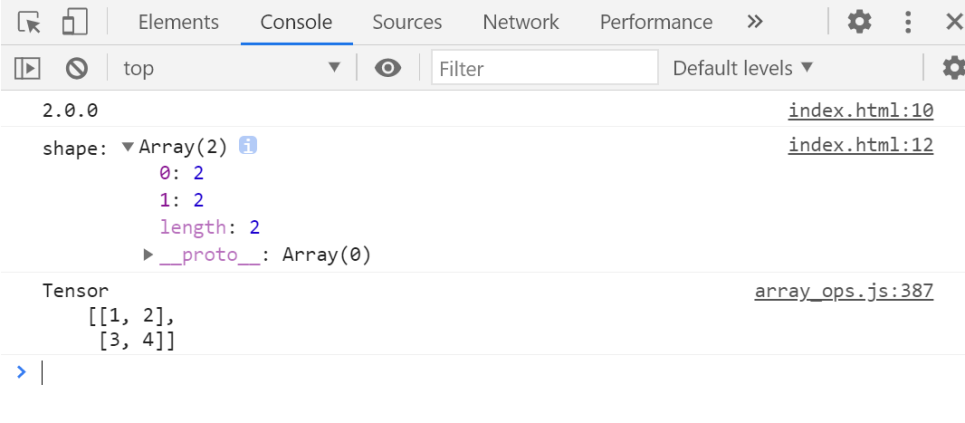 Elements Console Sources Network Performance »
top ▼ Filter Default levels ▼
2.0.0 index.html:10
shape: ▼Array(2) i index.html:12
0: 2
1: 2
length: 2
▶__proto__: Array(0)
Tensor array_ops.js:387
[[1, 2],
[3, 4]]
>